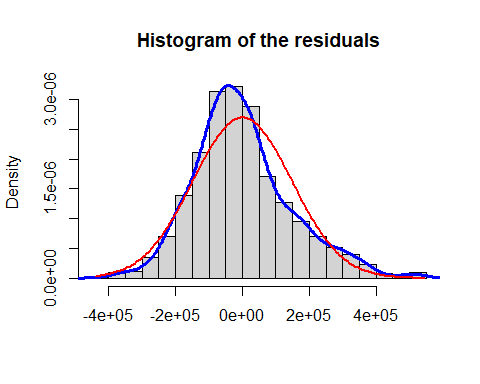 Histogram of the residuals
Density
3.0e-06
1.5e-06
0.0e+00
-4e+05 -2e+05 0e+00 2e+05 4e+05